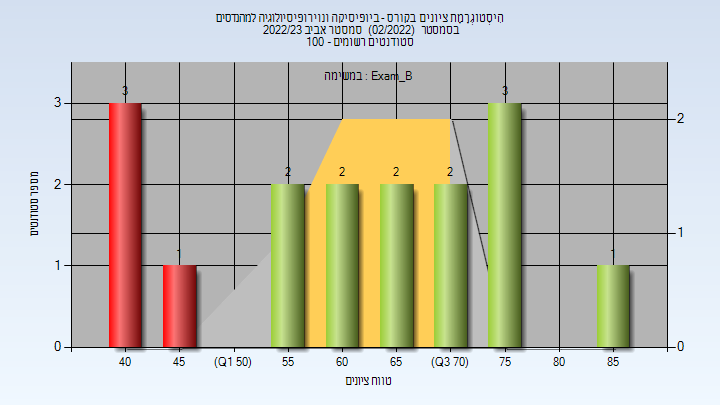 היסטוגרמת ציונים בקורס - ביופיסיקה ונוירופיסיולוגיה למהנדסים
בסמסטר (02/2022) סמסטר אביב 2022/23
סטודנטים רשומים - 100
במשימה : Exam_B
3
3
3
2
2
2
2
2
2
1
1
1
1
0
0
מספר סטודנטים
40
45
(Q1 50)
55
60
65
(Q3 70)
75
80
85
טווח ציונים